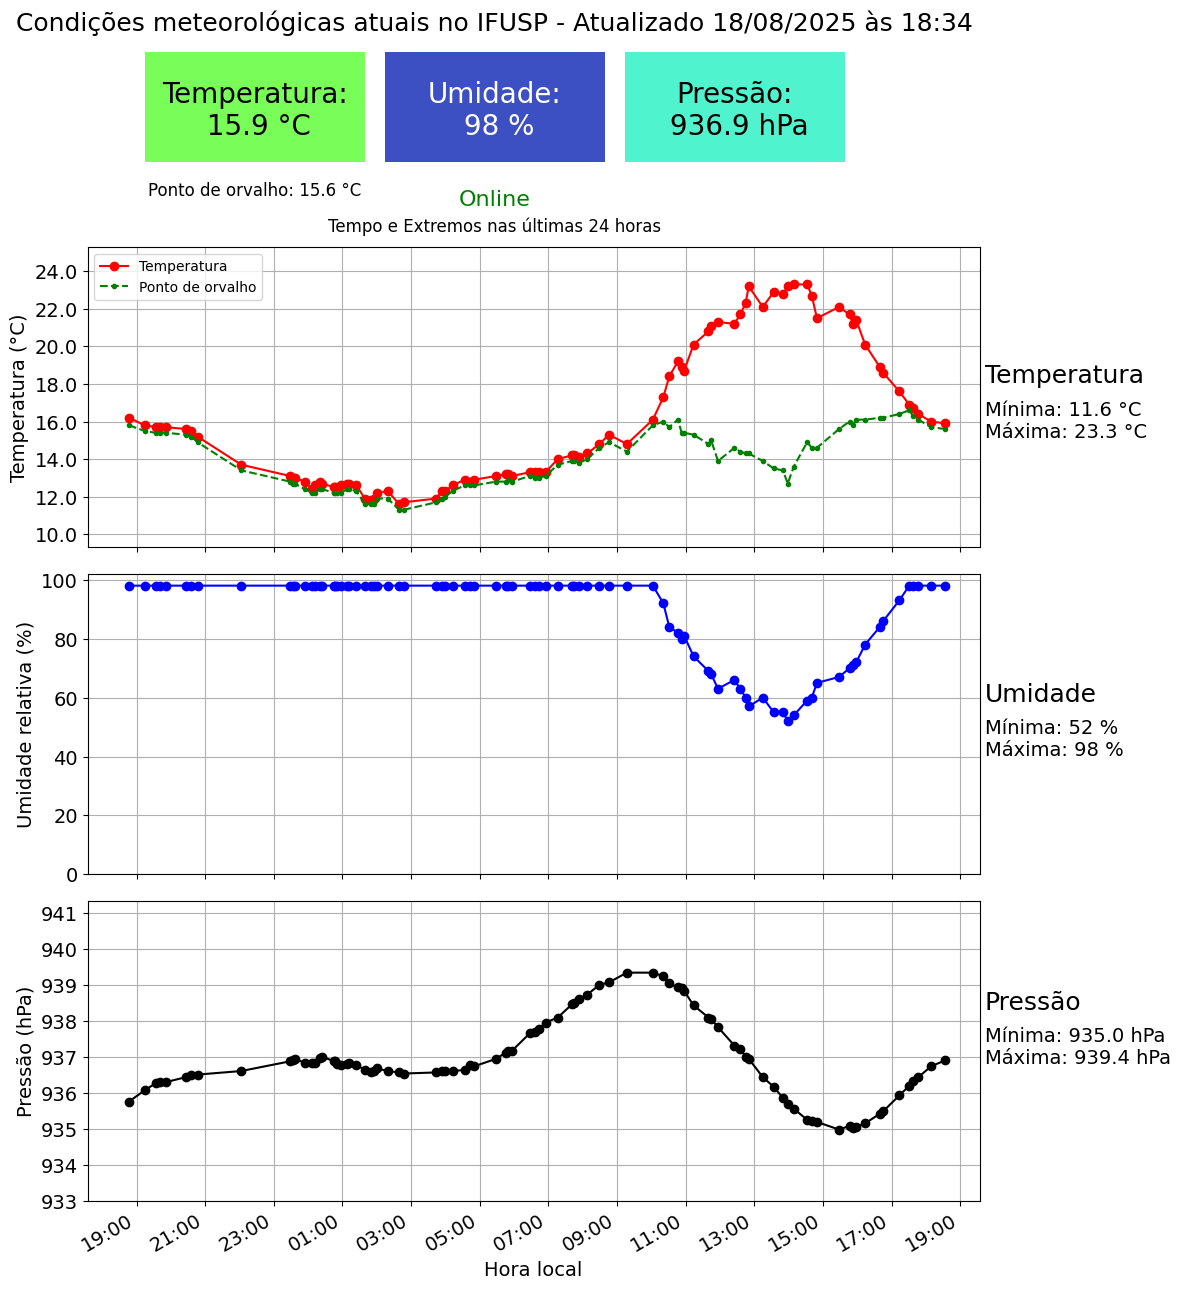 Condições meteorológicas atuais no IFUSP - Atualizado 18/08/2025 às 18:34
Temperatura:
15.9 °C
Umidade:
98 %
Pressão:
936.9 hPa
Ponto de orvalho: 15.6 °C
Online
Tempo e Extremos nas últimas 24 horas
Temperatura
Ponto de orvalho
Temperatura (°C)
24.0
22.0
20.0
18.0
16.0
14.0
12.0
10.0
Temperatura
Mínima: 11.6 °C
Máxima: 23.3 °C
Umidade relativa (%)
100
80
60
40
20
0
Umidade
Mínima: 52 %
Máxima: 98 %
Pressão (hPa)
941
940
939
938
937
936
935
934
933
Pressão
Mínima: 935.0 hPa
Máxima: 939.4 hPa
19:00
21:00
23:00
01:00
03:00
05:00
07:00
09:00
11:00
13:00
15:00
17:00
19:00
Hora local